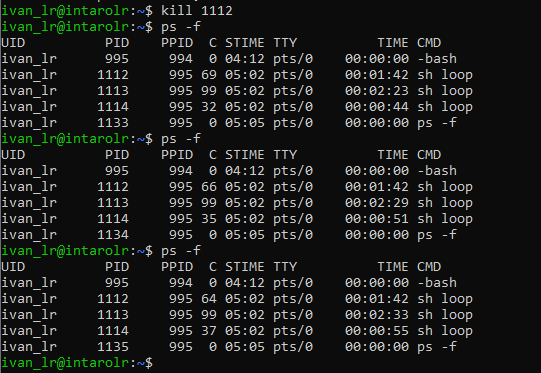 ivan_lr@intarolr:~$ kill 1112
ivan_lr@intarolr:~$ ps -f
UID          PID    PPID  C STIME TTY          TIME CMD
ivan_lr      995     994  0 04:12 pts/0    00:00:00 -bash
ivan_lr     1112     995 69 05:02 pts/0    00:01:42 sh loop
ivan_lr     1113     995 99 05:02 pts/0    00:02:23 sh loop
ivan_lr     1114     995 32 05:02 pts/0    00:00:44 sh loop
ivan_lr     1133     995  0 05:05 pts/0    00:00:00 ps -f
ivan_lr@intarolr:~$ ps -f
UID          PID    PPID  C STIME TTY          TIME CMD
ivan_lr      995     994  0 04:12 pts/0    00:00:00 -bash
ivan_lr     1112     995 66 05:02 pts/0    00:01:42 sh loop
ivan_lr     1113     995 99 05:02 pts/0    00:02:29 sh loop
ivan_lr     1114     995 35 05:02 pts/0    00:00:51 sh loop
ivan_lr     1134     995  0 05:05 pts/0    00:00:00 ps -f
ivan_lr@intarolr:~$ ps -f
UID          PID    PPID  C STIME TTY          TIME CMD
ivan_lr      995     994  0 04:12 pts/0    00:00:00 -bash
ivan_lr     1112     995 64 05:02 pts/0    00:01:42 sh loop
ivan_lr     1113     995 99 05:02 pts/0    00:02:33 sh loop
ivan_lr     1114     995 37 05:02 pts/0    00:00:55 sh loop
ivan_lr     1135     995  0 05:05 pts/0    00:00:00 ps -f
ivan_lr@intarolr:~$